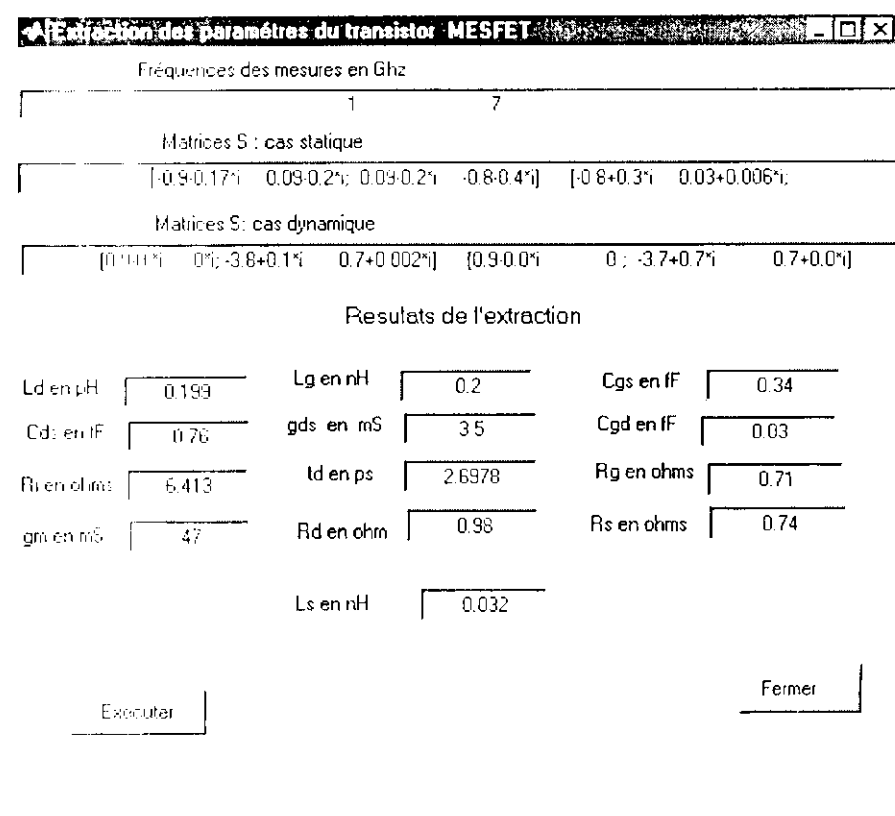 Extraction des paramétres du transistor MESFET
Fréquences des mesures en Ghz
1 7
Matrices S : cas statique
[-0.9-0.17*i 0.09-0.2*i; 0.09-0.2*i -0.8-0.4*i] [-0.8+0.3*i 0.03+0.006*i;
Matrices S: cas dynamique
0*i; -3.8+0.1*i 0.7+0.002*i] [0.9-0.0*i 0 ; -3.7+0.7*i 0.7+0.0*i]
Resultats de l'extraction
Ld en pH 0.199 Lg en nH 0.2 Cgs en fF 0.34
Cds en fF 0.76 gds en mS 3.5 Cgd en fF 0.03
Ri en ohms 6.413 td en ps 2.6978 Rg en ohms 0.71
gm en mS 47 Rd en ohm 0.98 Rs en ohms 0.74
Ls en nH 0.032
Fermer
Executer